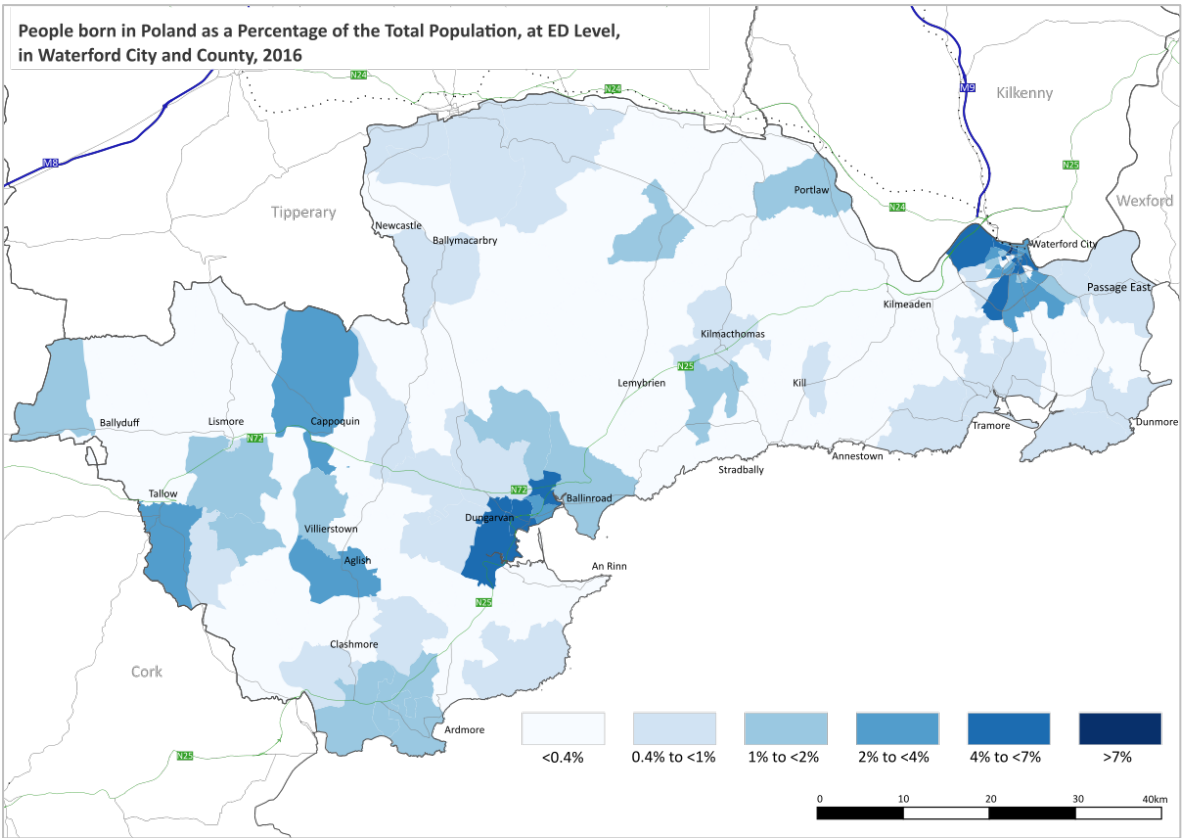 People born in Poland as a Percentage of the Total Population, at ED Level,
in Waterford City and County, 2016
N24
N24
M9
Kilkenny
M8
N25
Portlaw
Wexford
Tipperary
N24
Newcastle
Ballymacarbry
Waterford City
Passage East
Kilmeaden
Kilmacthomas
N25
Lemybrien
Kill
Ballyduff
Lismore
Cappoquin
Tramore
Dunmore
N72
Annestown
Stradbally
Tallow
N72
Ballinroad
Dungarvan
Villierstown
Aglish
An Rinn
N25
Clashmore
Cork
Ardmore
N25
<0.4%
0.4% to <1%
1% to <2%
2% to <4%
4% to <7%
>7%
0 10 20 30 40km